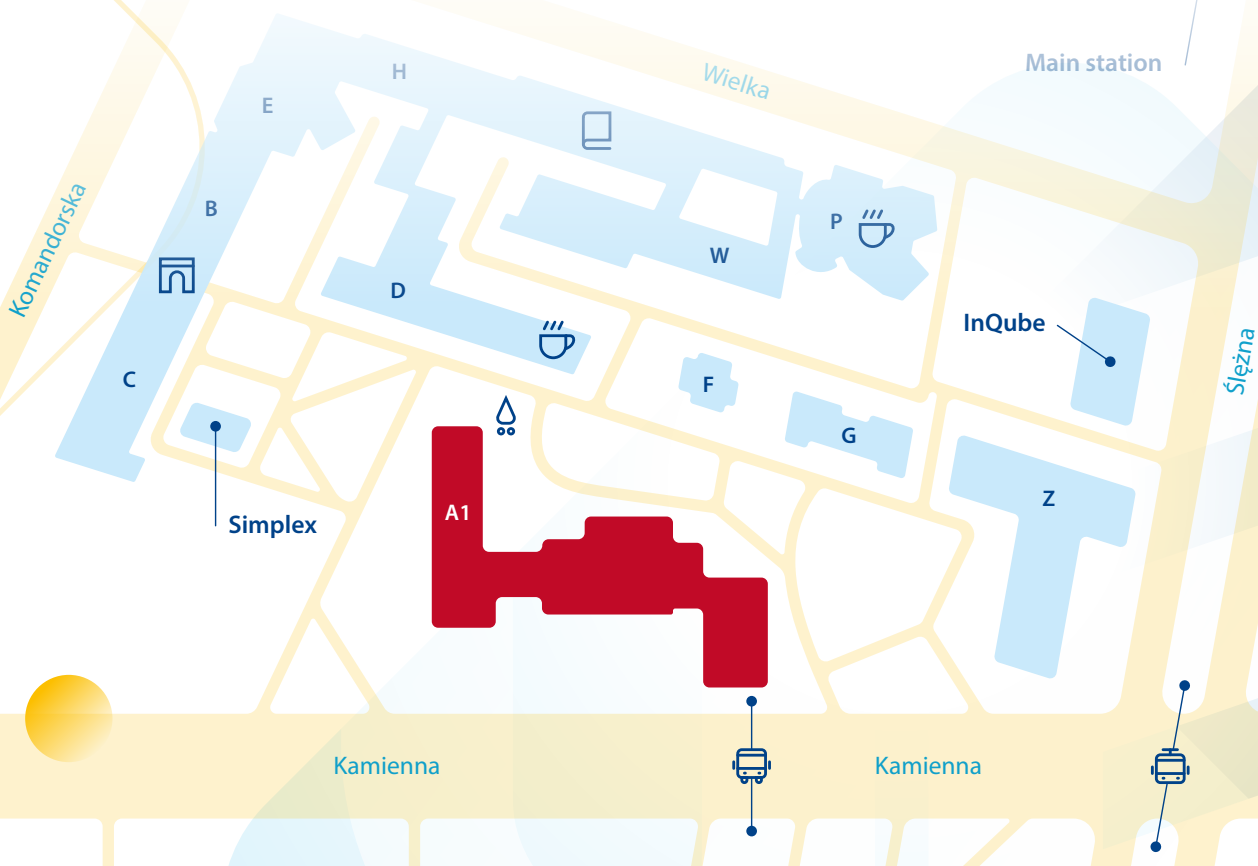 Main station
Wielka
H
E
Komandorska
B
P
W
D
InQube
Ślężna
C
F
G
Z
A1
Simplex
Kamienna
Kamienna